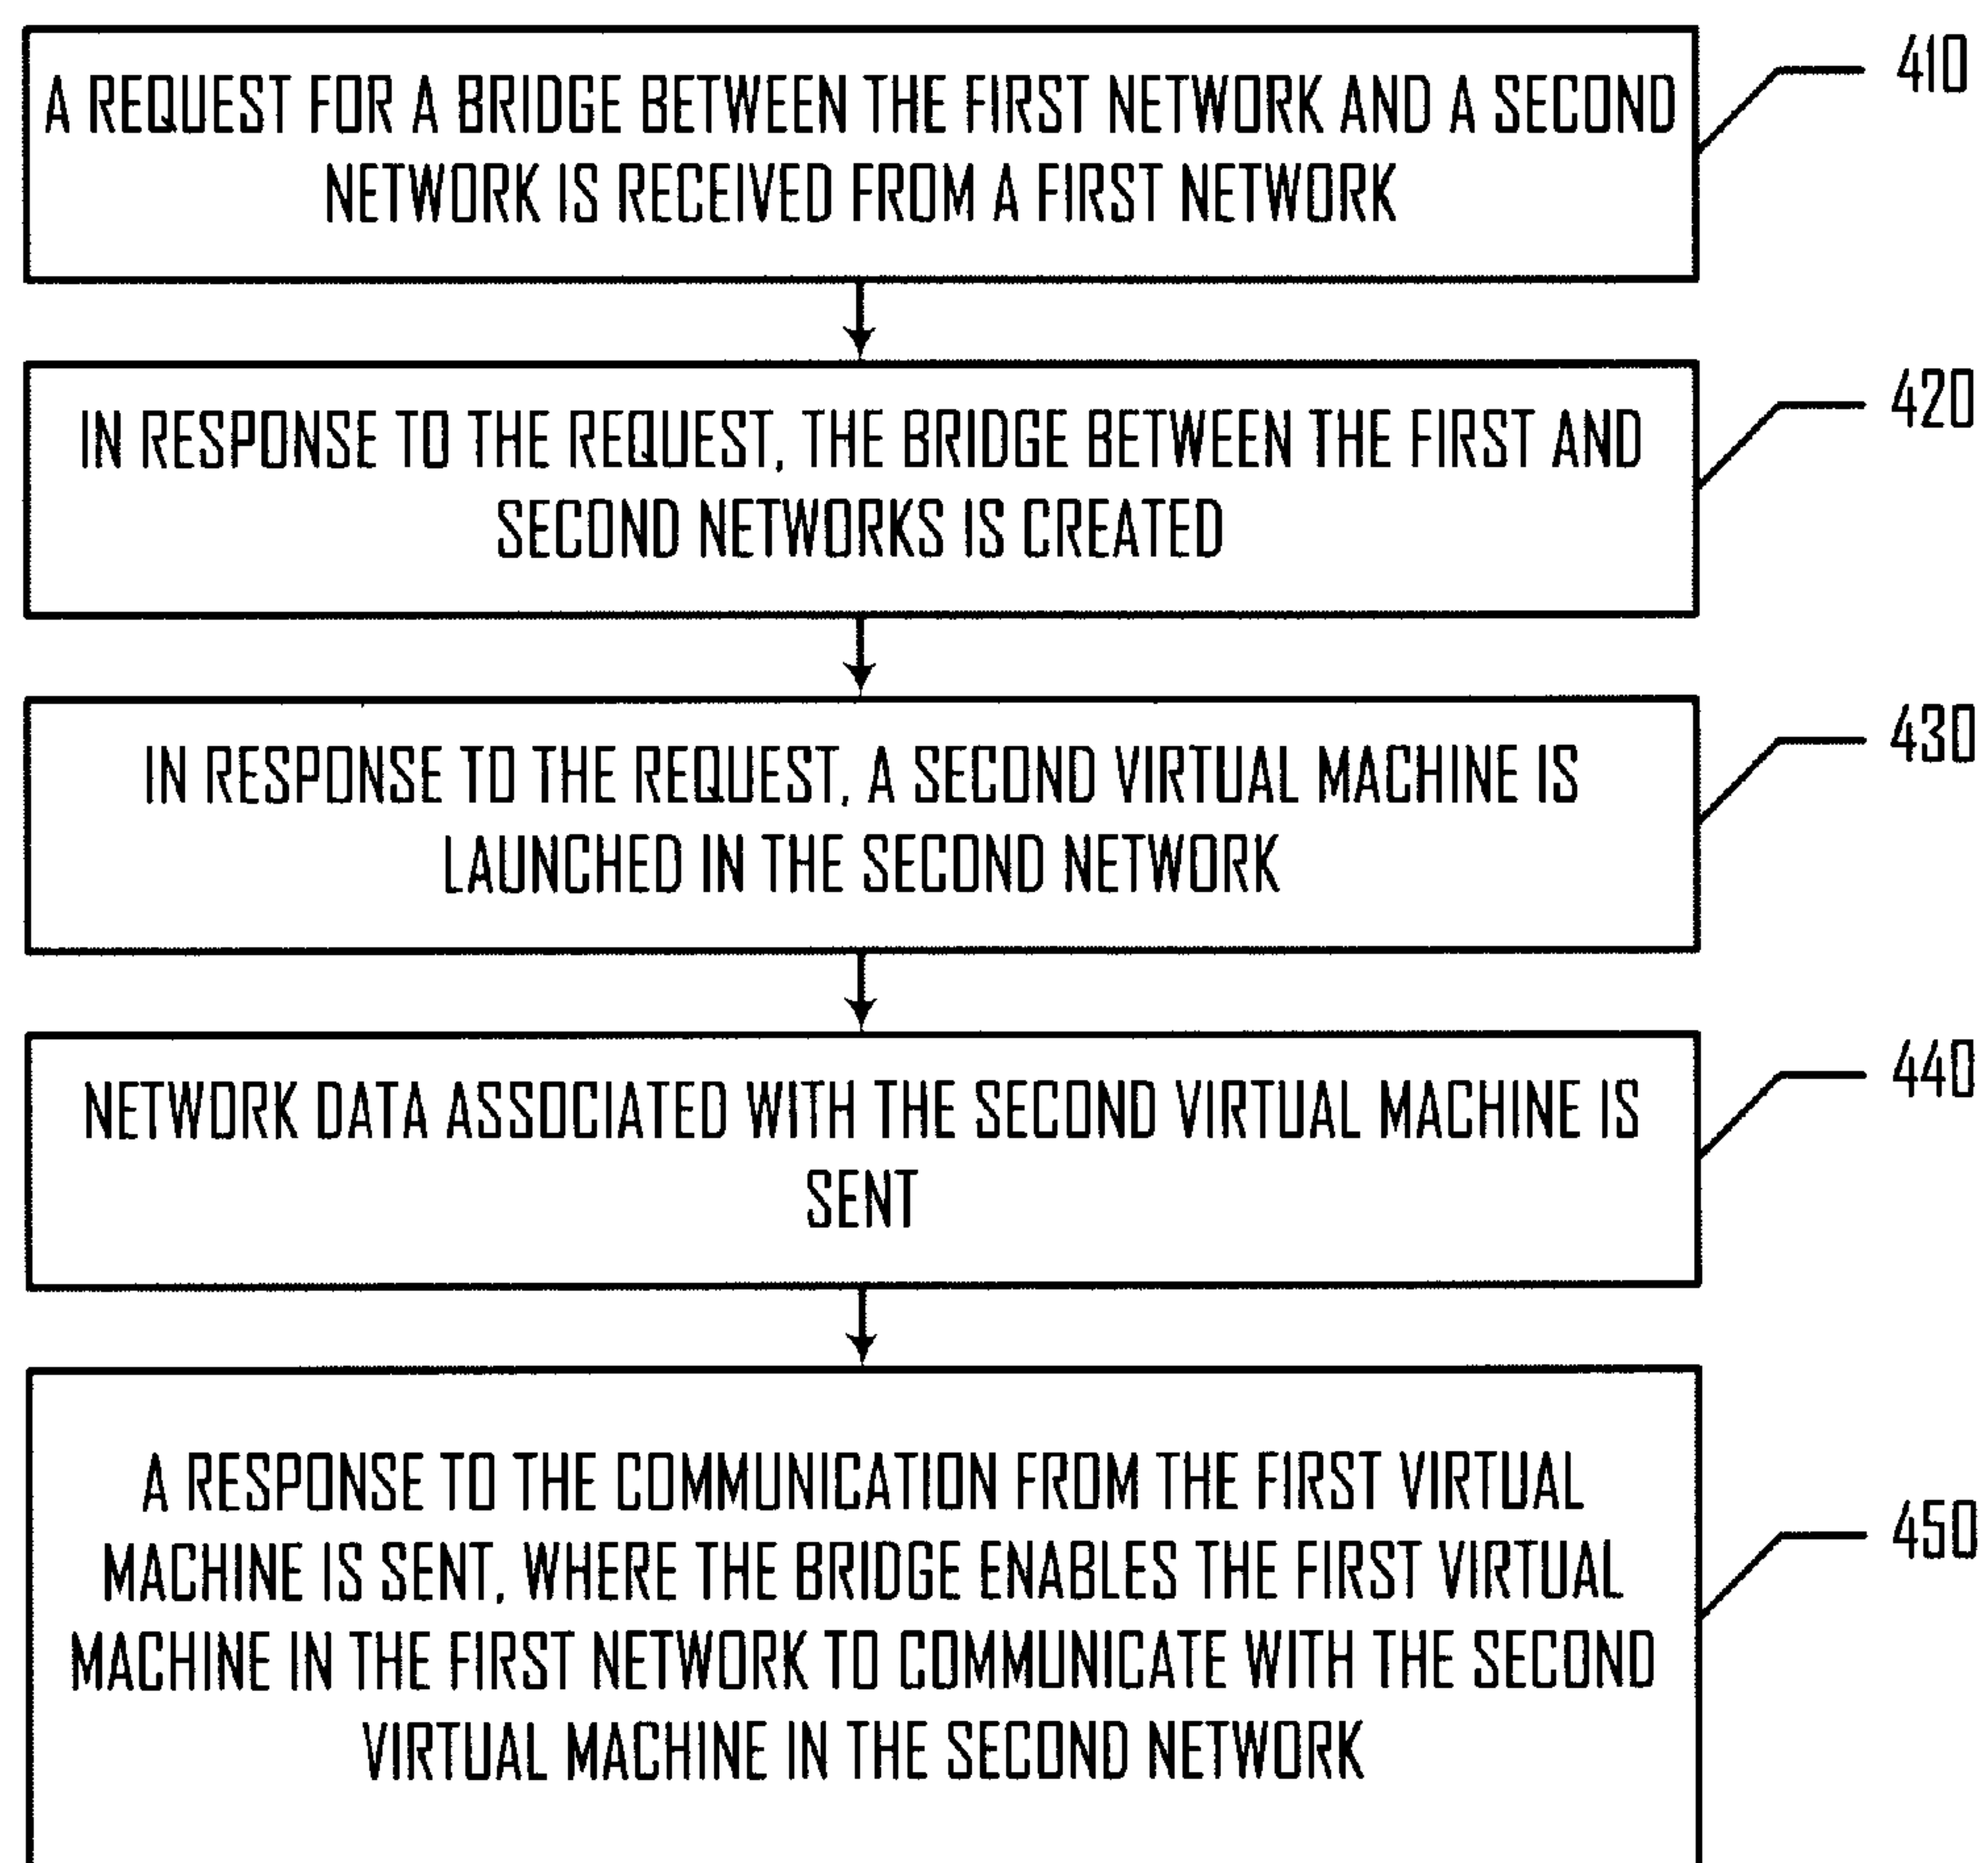 A REQUEST FOR A BRIDGE BETWEEN THE FIRST NETWORK AND A SECOND
NETWORK IS RECEIVED FROM A FIRST NETWORK
410
IN RESPONSE TO THE REQUEST, THE BRIDGE BETWEEN THE FIRST AND
SECOND NETWORKS IS CREATED
420
IN RESPONSE TO THE REQUEST, A SECOND VIRTUAL MACHINE IS
LAUNCHED IN THE SECOND NETWORK
430
NETWORK DATA ASSOCIATED WITH THE SECOND VIRTUAL MACHINE IS
SENT
440
A RESPONSE TO THE COMMUNICATION FROM THE FIRST VIRTUAL
MACHINE IS SENT, WHERE THE BRIDGE ENABLES THE FIRST VIRTUAL
MACHINE IN THE FIRST NETWORK TO COMMUNICATE WITH THE SECOND
VIRTUAL MACHINE IN THE SECOND NETWORK
450